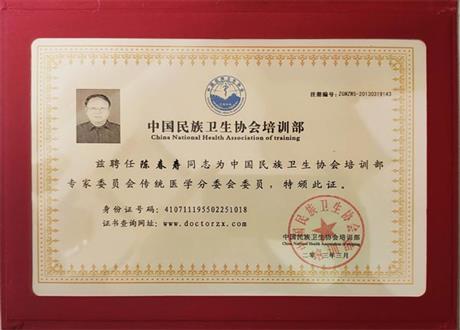 注册编号:ZGMZWS-20130319143
中国民族卫生协会培训部
China National Health Association of training
兹聘任陈春寿同志为中国民族卫生协会培训部
专家委员会传统医学分委会委员，特颁此证。
身份证号码: 410711195502251018
证书查询网址: www.doctorzx.com
中国民族卫生协会培训部
China National Health Association of training
二〇一三年三月